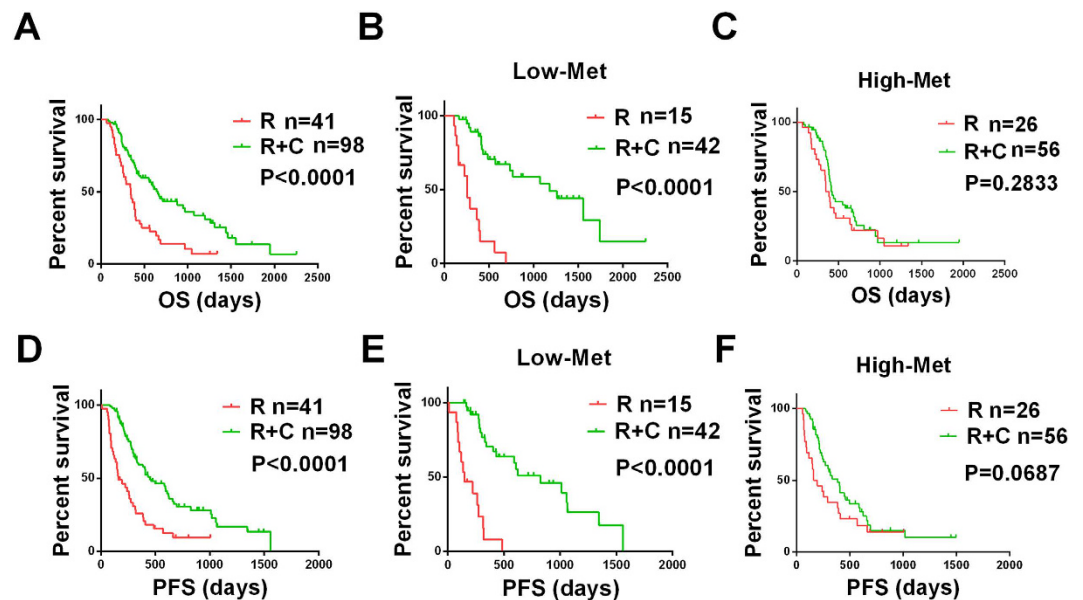 A
Percent survival
100
50
0
0 500 1000 1500 2000 2500
OS (days)
R n=41
R+C n=98
P<0.0001
B
Low-Met
Percent survival
100
50
0
0 500 1000 1500 2000 2500
OS (days)
R n=15
R+C n=42
P<0.0001
C
High-Met
Percent survival
100
50
0
0 500 1000 1500 2000 2500
OS (days)
R n=26
R+C n=56
P=0.2833
D
Percent survival
100
50
0
0 500 1000 1500 2000
PFS (days)
R n=41
R+C n=98
P<0.0001
E
Low-Met
Percent survival
100
50
0
0 500 1000 1500 2000
PFS (days)
R n=15
R+C n=42
P<0.0001
F
High-Met
Percent survival
100
50
0
0 500 1000 1500 2000
PFS (days)
R n=26
R+C n=56
P=0.0687